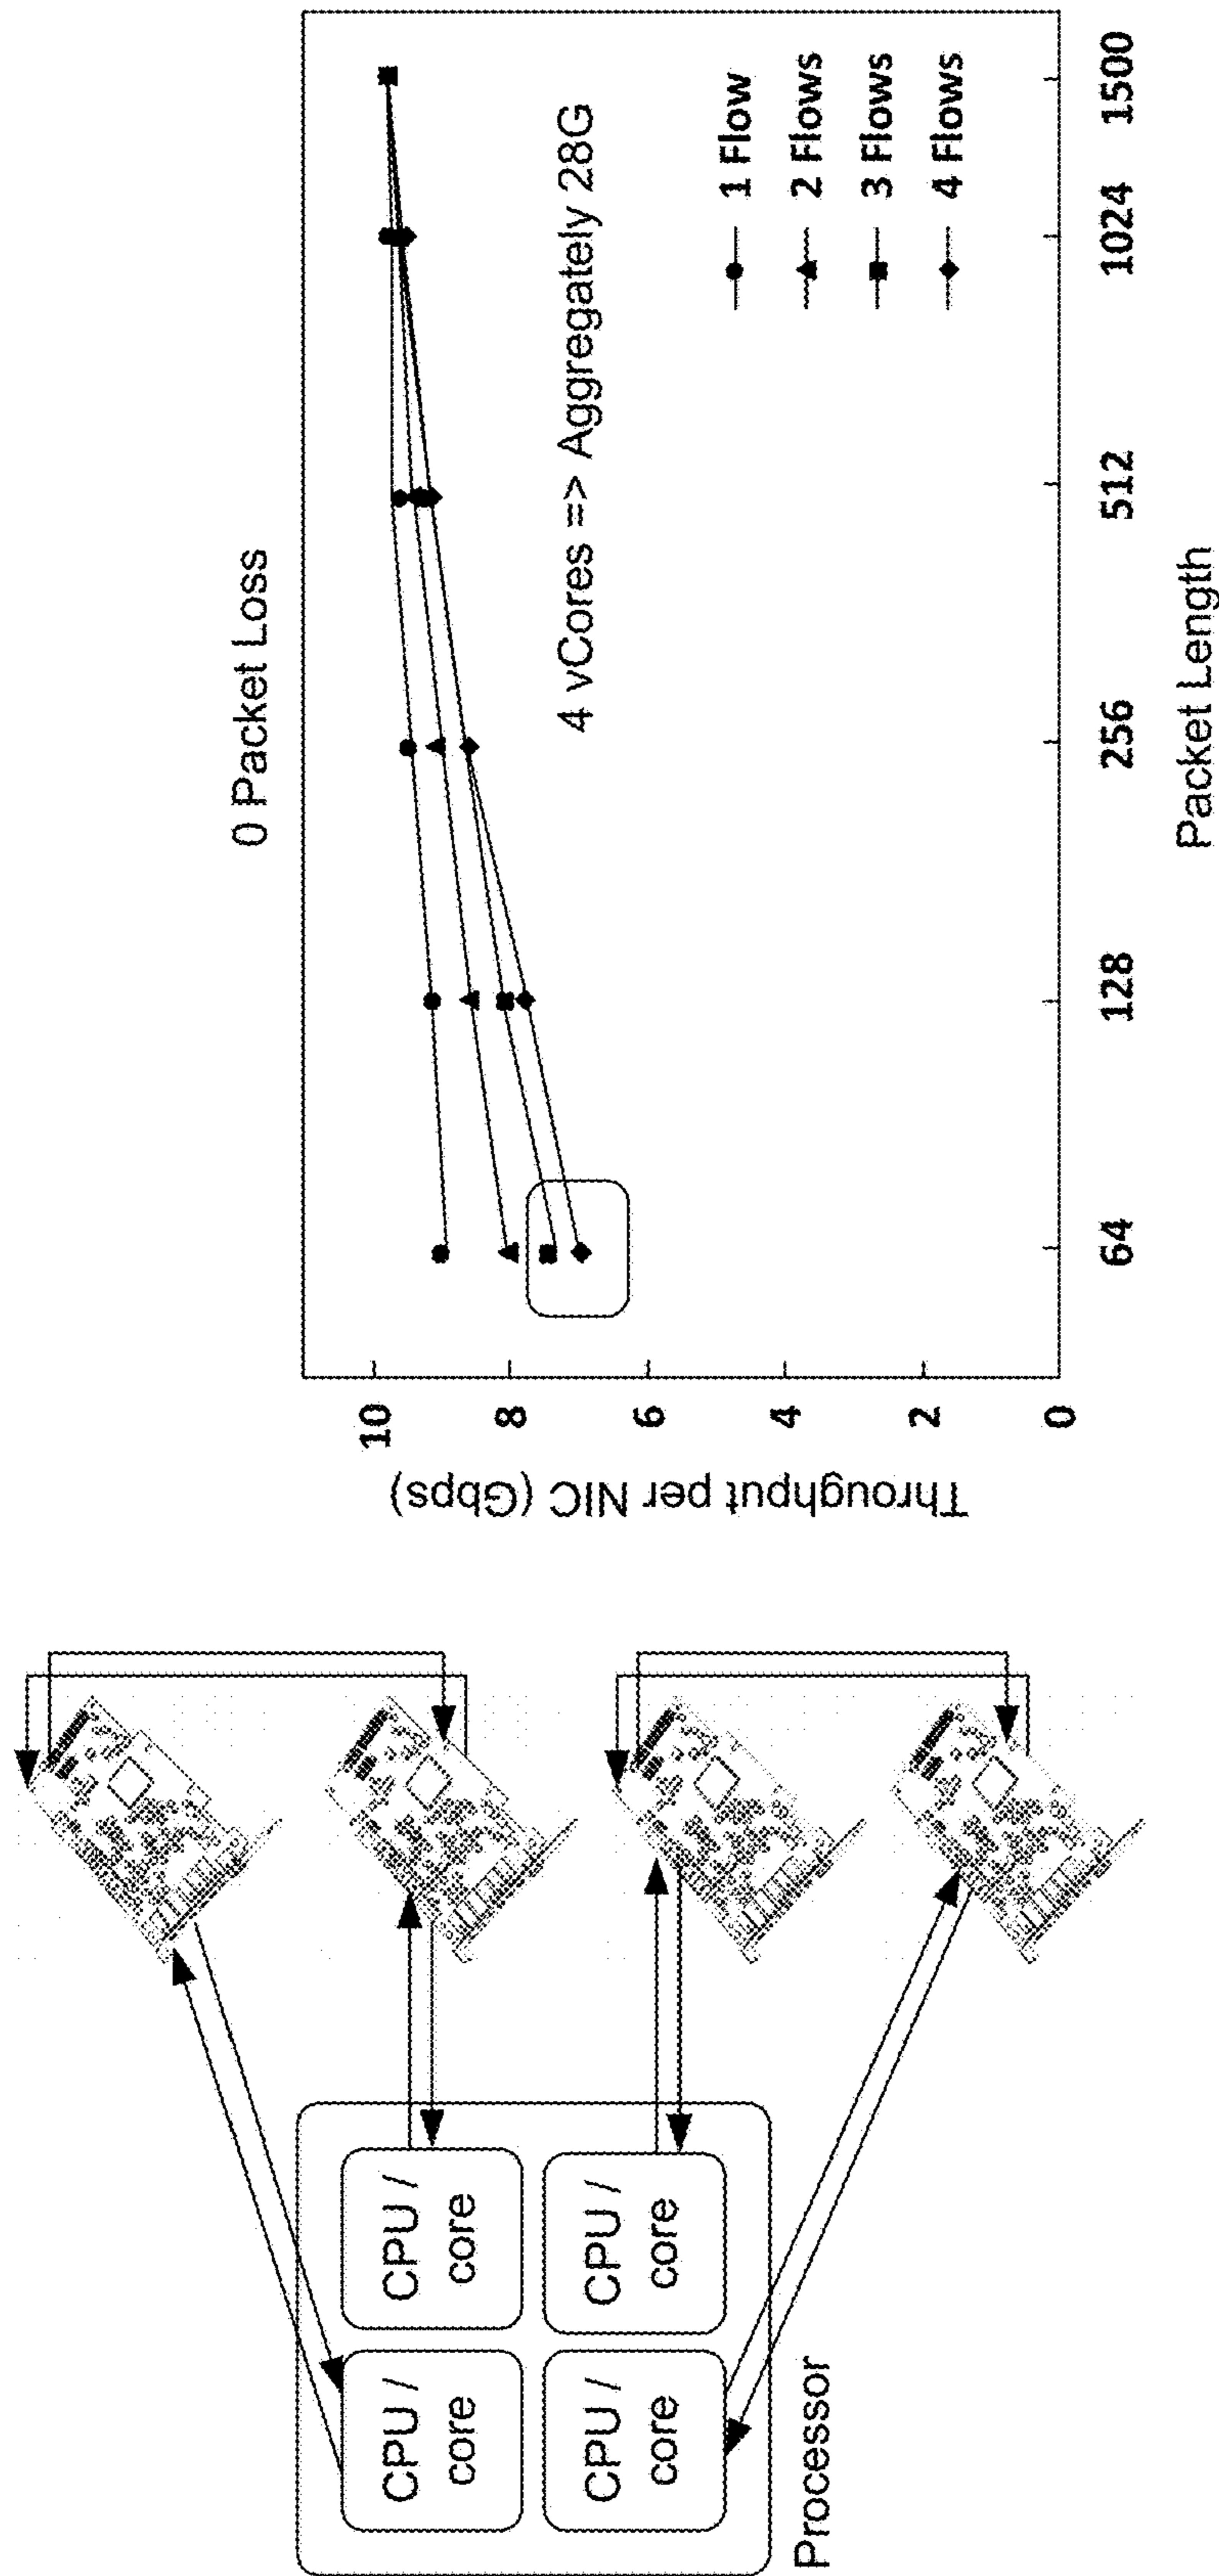 CPU /
core
CPU /
core
CPU /
core
CPU /
core
Processor
0 Packet Loss
Throughput per NIC (Gbps)
10
8
6
4
2
0
4 vCores => Aggregately 28G
1 Flow
2 Flows
3 Flows
4 Flows
64
128
256
512
1024
1500
Packet Length